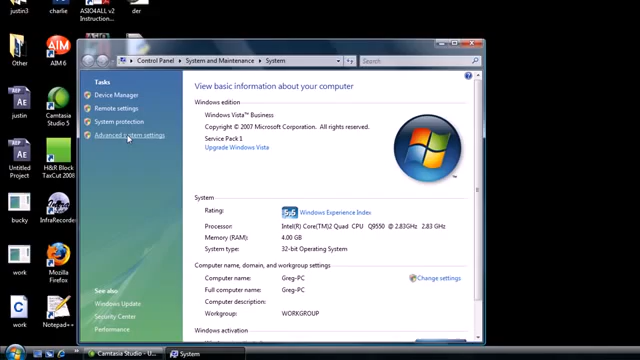 justin3
charlie
ASIO4ALL v2
Instruction...
der
Other
AIM 6
justin
Camtasia
Studio 5
Untitled
Project
H&R Block
TaxCut 2008
bucky
InfraRecorder
work
Mozilla
Firefox
work
Notepad++
Control Panel
System and Maintenance
System
Search
Tasks
Device Manager
Remote settings
System protection
Advanced system settings
See also
Windows Update
Security Center
Performance
View basic information about your computer
Windows edition
Windows Vista™ Business
Copyright © 2007 Microsoft Corporation. All rights reserved.
Service Pack 1
Upgrade Windows Vista
System
Rating: 5.5 Windows Experience Index
Processor: Intel(R) Core(TM)2 Quad CPU Q9550 @ 2.83GHz 2.83 GHz
Memory (RAM): 4.00 GB
System type: 32-bit Operating System
Computer name, domain, and workgroup settings
Computer name: Greg-PC
Change settings
Full computer name: Greg-PC
Computer description:
Workgroup: WORKGROUP
Windows activation
Camtasia Studio - U...
System